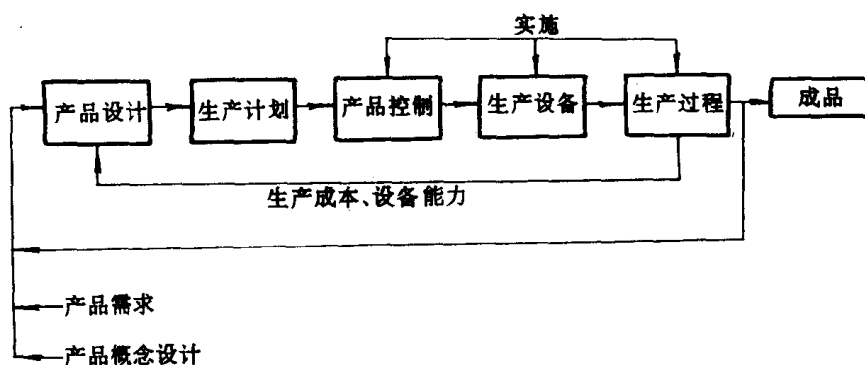 实施
产品设计
生产计划
产品控制
生产设备
生产过程
成品
生产成本、设备能力
产品需求
产品概念设计